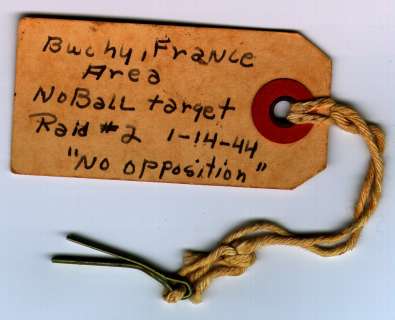 Buchy, France
Area
NoBall target
Raid #2 1-14-44
"No opposition"